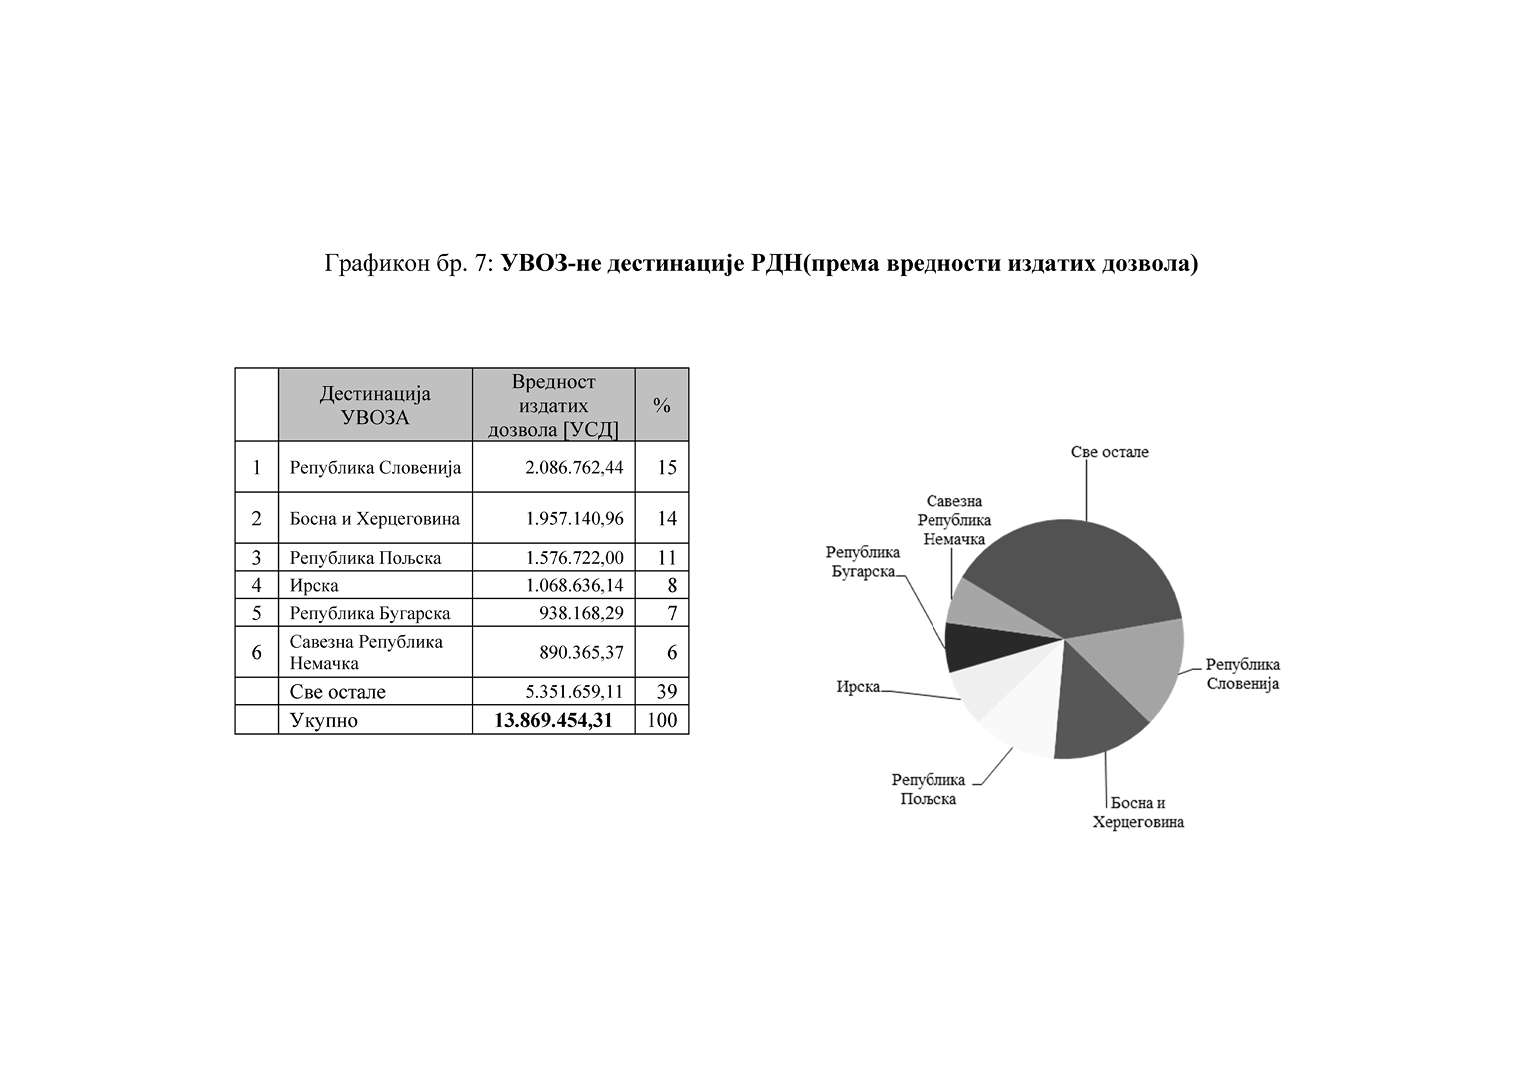 Графикон бр. 7: УВОЗ-не дестинације РДН(према вредности издатих дозвола)
Дестинација
УВОЗА
Вредност
издатих
дозвола [УСД]
%
1 Република Словенија 2.086.762,44 15
2 Босна и Херцеговина 1.957.140,96 14
3 Република Пољска 1.576.722,00 11
4 Ирска 1.068.636,14 8
5 Република Бугарска 938.168,29 7
6 Савезна Република
Немачка 890.365,37 6
Све остале 5.351.659,11 39
Укупно 13.869.454,31 100
Све остале
Савезна
Република
Немачка
Република
Бугарска
Ирска
Република
Пољска
Босна и
Херцеговина
Република
Словенија